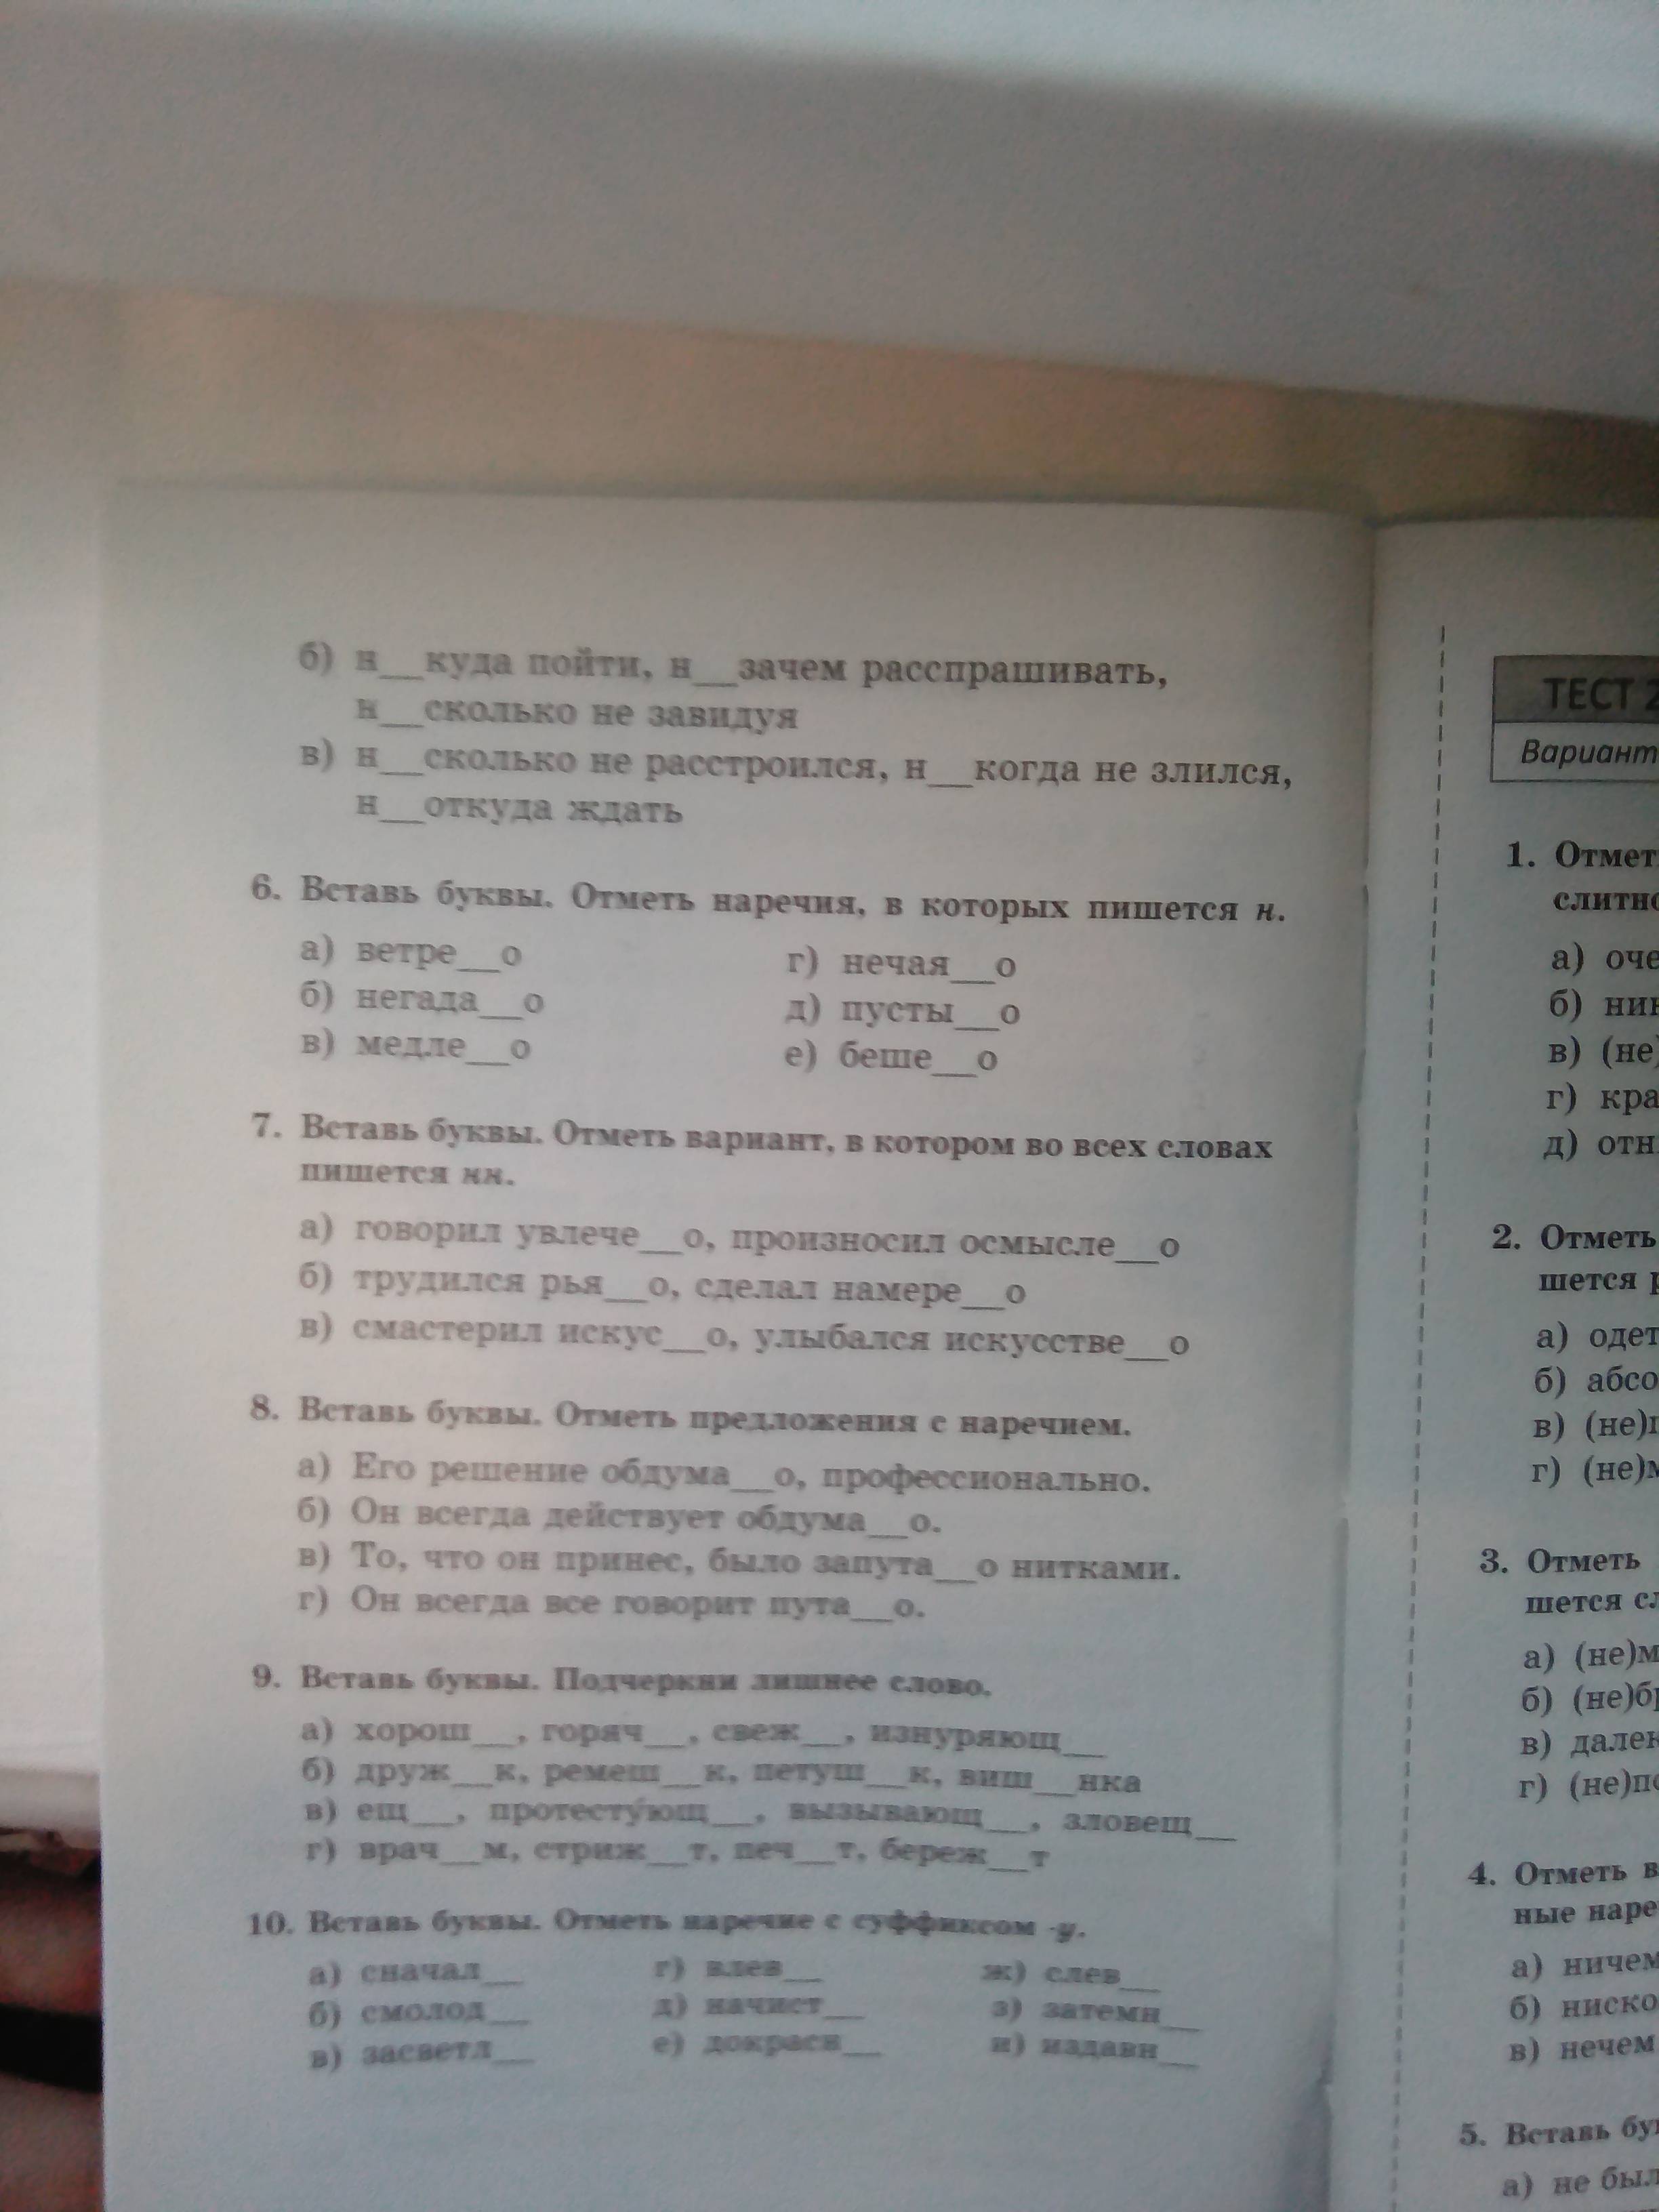 б) н__куда пойти, н__зачем расспрашивать,
н__сколько не завидуя
в) н__сколько не расстроился, н__когда не злился,
н__откуда ждать
6. Вставь буквы. Отметь наречия, в которых пишется н.
а) ветре__о г) нечая__о
б) негада__о д) пусты__о
в) медле__о е) беше__о
7. Вставь буквы. Отметь вариант, в котором во всех словах
пишется нн.
а) говорил увлече__о, произносил осмысле__о
б) трудился рья__о, сделал намере__о
в) смастерил искус__о, улыбался искусстве__о
8. Вставь буквы. Отметь предложения с наречием.
а) Его решение обдума__о, профессионально.
б) Он всегда действует обдума__о.
в) То, что он принес, было запута__о нитками.
г) Он всегда все говорит пута__о.
9. Вставь буквы. Подчеркни лишнее слово.
а) хорош__, горяч__, свеж__, изнуряющ__
б) друж__к, ремеш__к, петуш__к, виш__нка
в) ещ__, протестующ__, вызывающ__, зловещ__
г) врач__м, стриж__т, печ__т, береж__т
10. Вставь буквы. Отметь наречие с суффиксом -у.
а) сначал__ г) влев__ ж) слев__
б) смолод__ д) начист__ з) затемн__
в) засветл__ е) докрасн__ и) издавн__
ТЕСТ 2
Вариант
1. Отмет
слитно
а) оче
б) ник
в) (не)
г) кра
д) отн
2. Отметь
шется р
а) одет
б) абсо
в) (не)п
г) (не)м
3. Отметь
шется сл
а) (не)м
б) (не)бр
в) далек
г) (не)по
4. Отметь в
ные наре
а) ничем
б) ниско
в) нечем
5. Вставь бу
а) не был